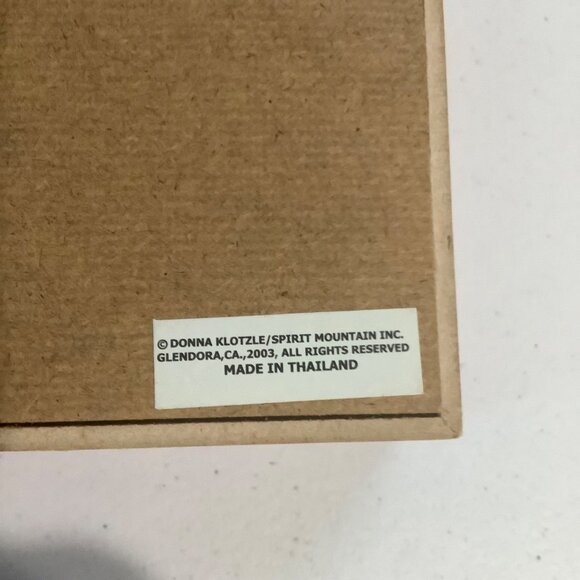 © DONNA KLOTZLE/SPIRIT MOUNTAIN INC.
GLENDORA,CA.,2003, ALL RIGHTS RESERVED
MADE IN THAILAND